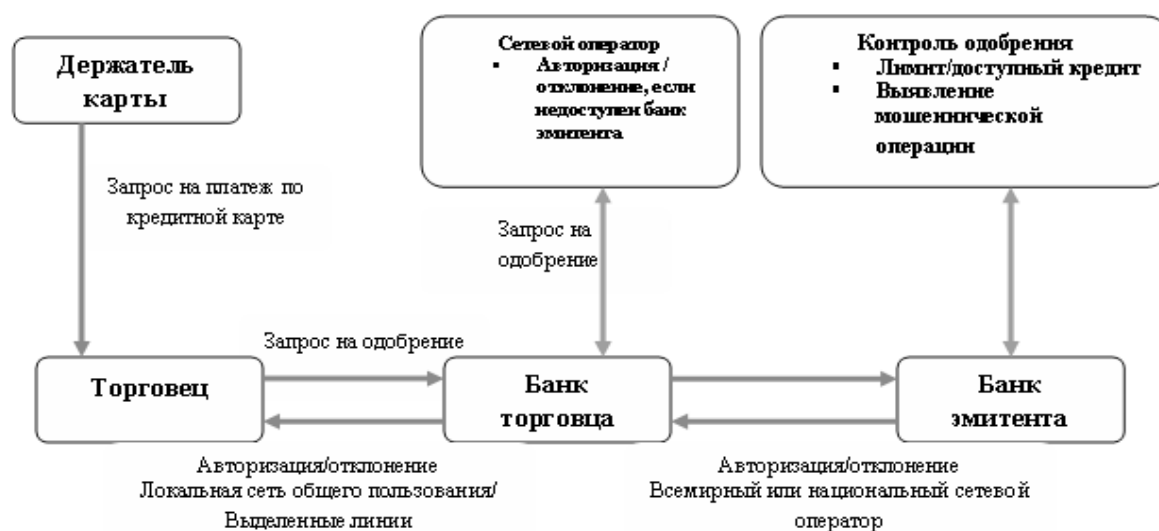 Держатель
карты
Сетевой оператор
▪ Авторизация /
отклонение, если
недоступен банк
эмитента
Контроль одобрения
▪ Лимит/доступный кредит
▪ Выявление
мошеннической
операции
Запрос на платеж по
кредитной карте
Запрос на
одобрение
Запрос на одобрение
Торговец
Банк
торговца
Банк
эмитента
Авторизация/отклонение
Локальная сеть общего пользования/
Выделенные линии
Авторизация/отклонение
Всемирный или национальный сетевой
оператор